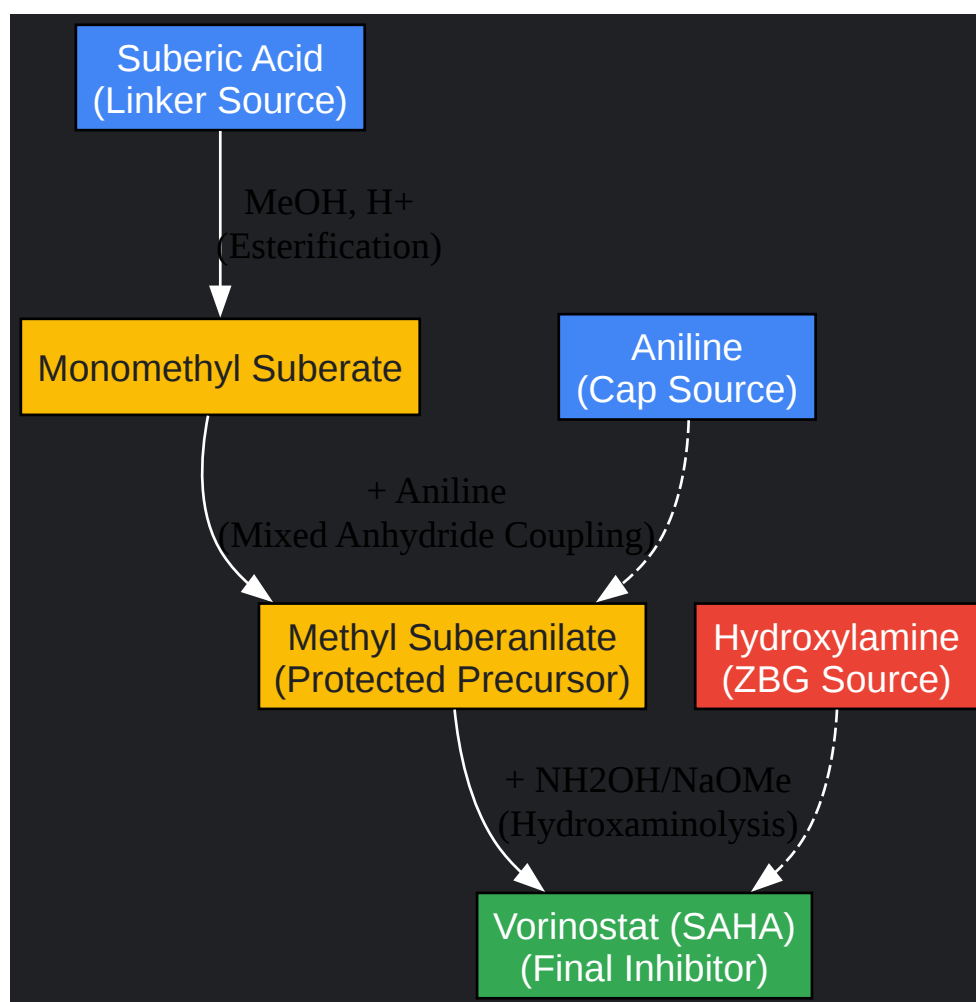 Suberic Acid
(Linker Source)
MeOH, H+
(Esterification)
Monomethyl Suberate
Aniline
(Cap Source)
+ Aniline
(Mixed Anhydride Coupling)
Methyl Suberanilate
(Protected Precursor)
Hydroxylamine
(ZBG Source)
+ NH2OH/NaOMe
(Hydroxaminolysis)
Vorinostat (SAHA)
(Final Inhibitor)